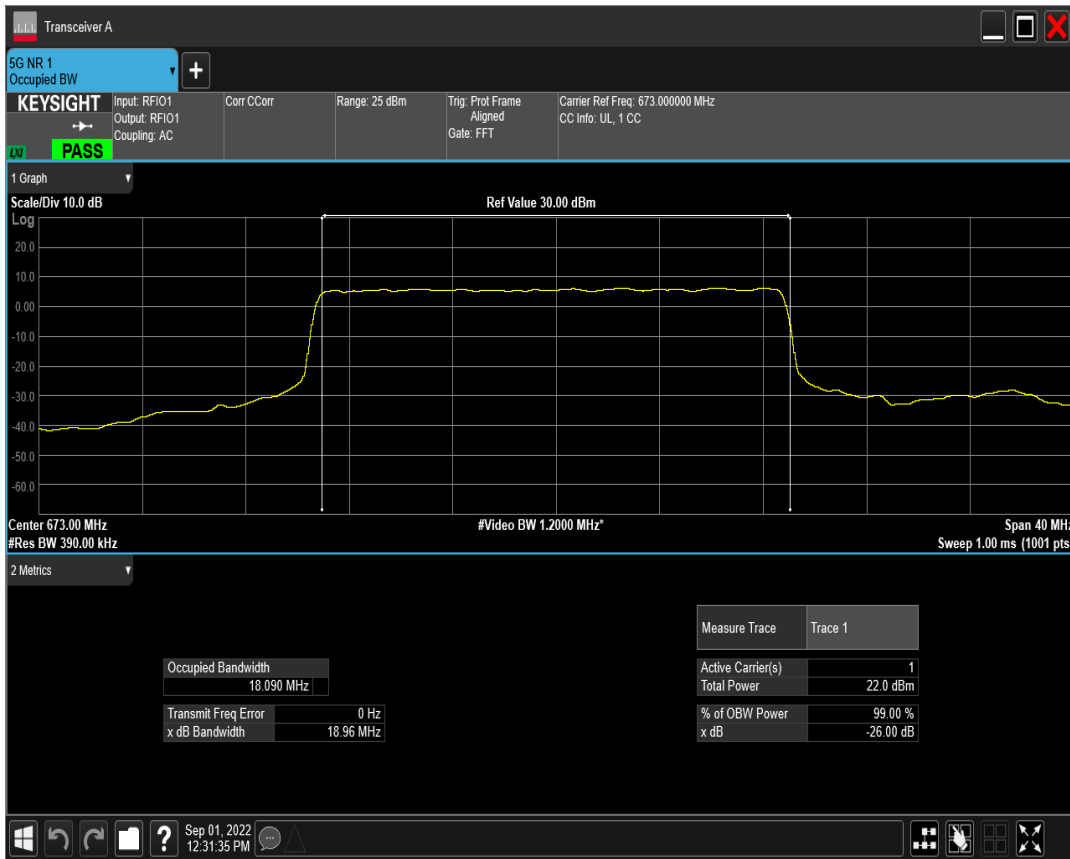 Transceiver A
5G NR 1
Occupied BW
KEYSIGHT
LXI
PASS
Input: RFIO1
Output: RFIO1
Coupling: AC
Corr CCorr
Range: 25 dBm
Trig: Prot Frame
Aligned
Gate: FFT
Carrier Ref Freq: 673.000000 MHz
CC Info: UL, 1 CC
1 Graph
Scale/Div 10.0 dB
Ref Value 30.00 dBm
Log
20.0
10.0
0.00
-10.0
-20.0
-30.0
-40.0
-50.0
-60.0
Center 673.00 MHz
#Video BW 1.2000 MHz*
Span 40 MHz
#Res BW 390.00 kHz
Sweep 1.00 ms (1001 pts
2 Metrics
Measure Trace Trace 1
Occupied Bandwidth
18.090 MHz
Active Carrier(s) 1
Total Power 22.0 dBm
Transmit Freq Error 0 Hz
x dB Bandwidth 18.96 MHz
% of OBW Power 99.00 %
x dB -26.00 dB
Sep 01, 2022
12:31:35 PM